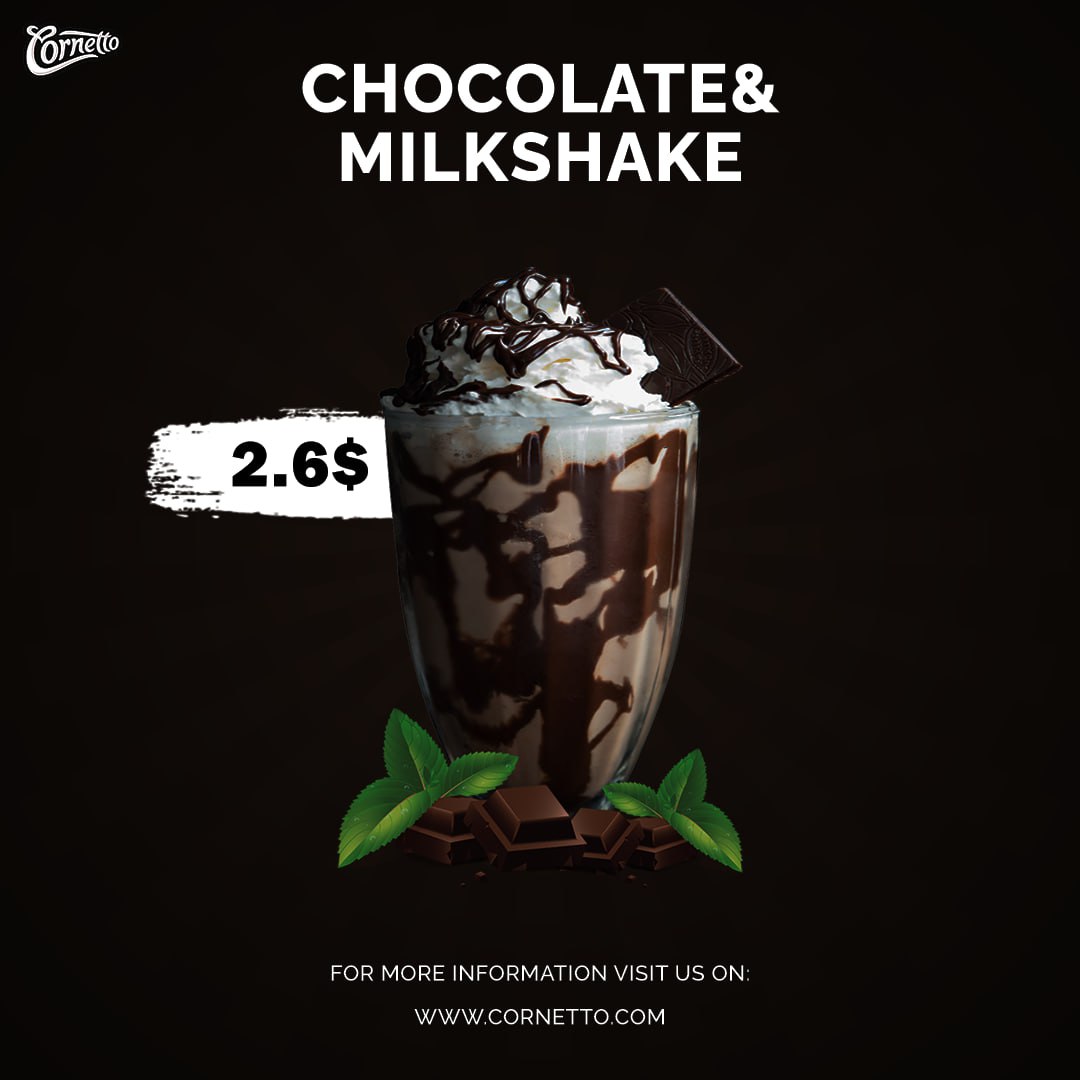 Cornetto
CHOCOLATE&
MILKSHAKE
2.6$
FOR MORE INFORMATION VISIT US ON:
WWW.CORNETTO.COM